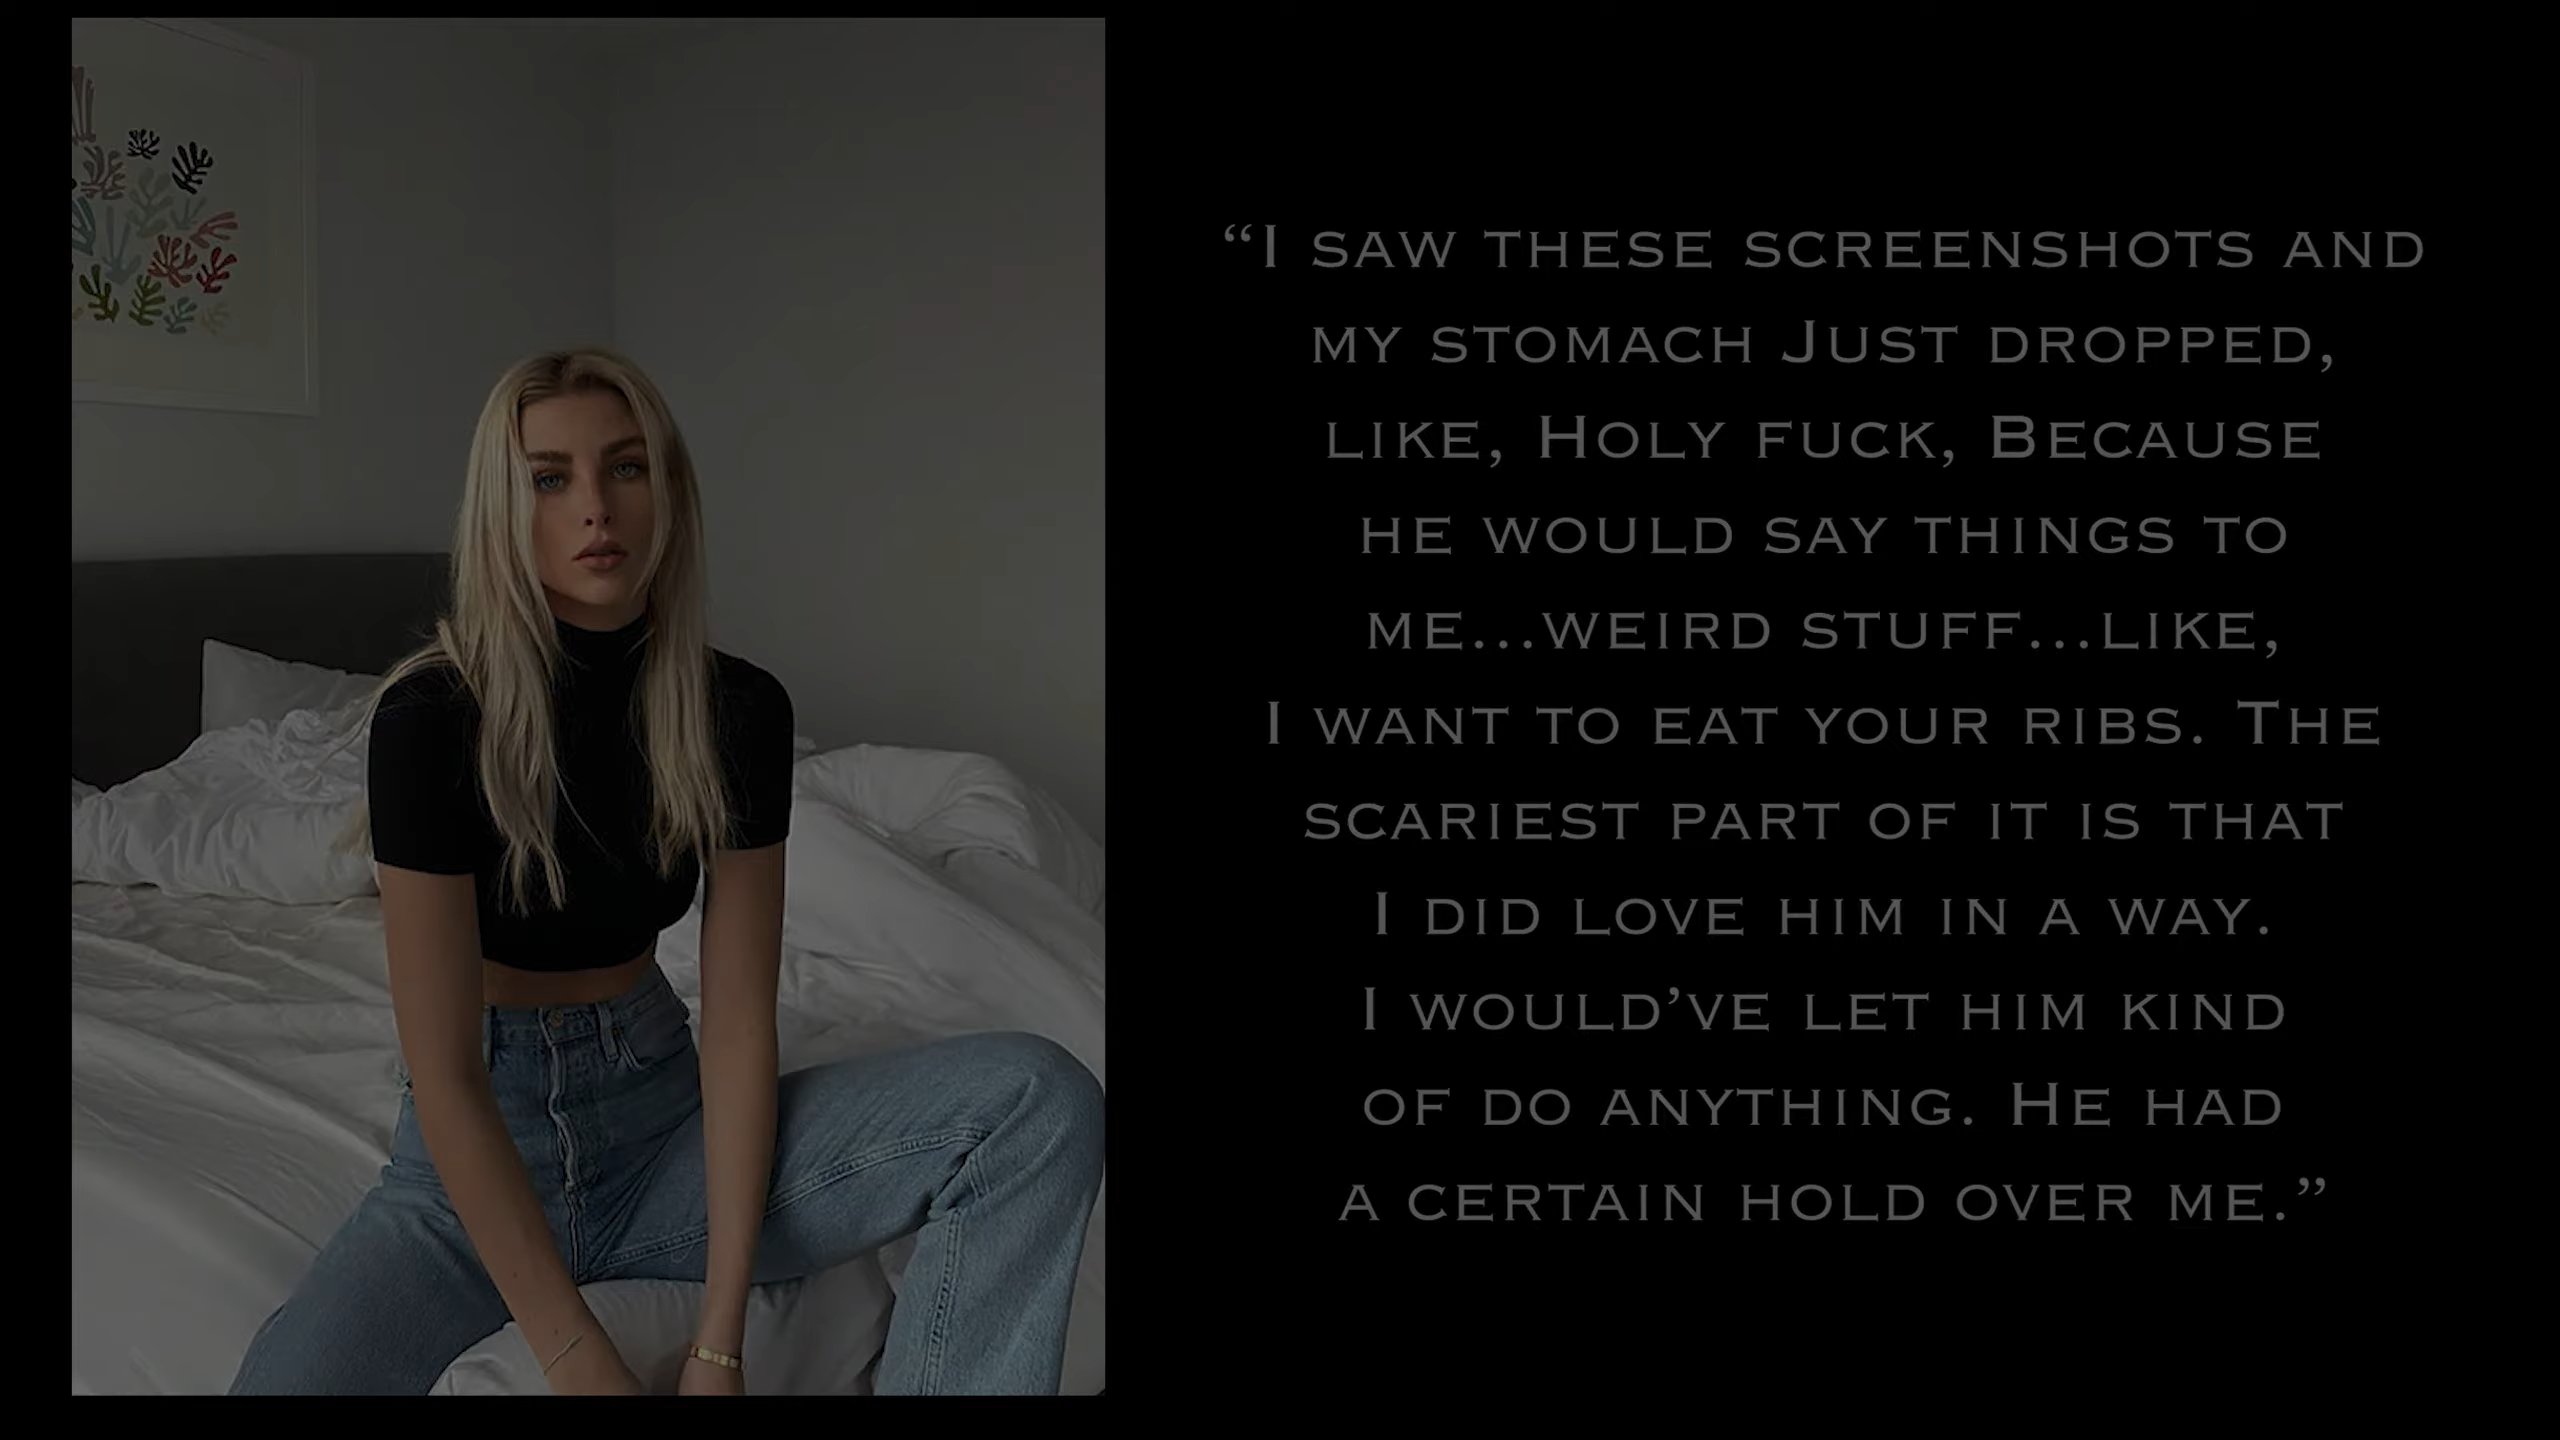 “I SAW THESE SCREENSHOTS AND
MY STOMACH JUST DROPPED,
LIKE, HOLY FUCK, BECAUSE
HE WOULD SAY THINGS TO
ME...WEIRD STUFF...LIKE,
I WANT TO EAT YOUR RIBS. THE
SCARIEST PART OF IT IS THAT
I DID LOVE HIM IN A WAY.
I WOULD’VE LET HIM KIND
OF DO ANYTHING. HE HAD
A CERTAIN HOLD OVER ME.”